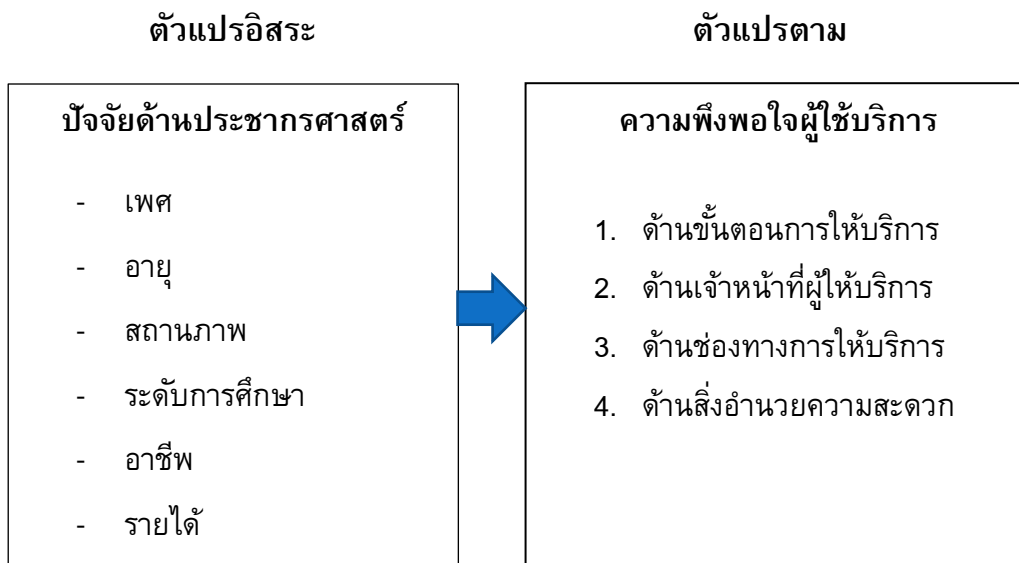 ตัวแปรอิสระ
ปัจจัยด้านประชากรศาสตร์
- เพศ
- อายุ
- สถานภาพ
- ระดับการศึกษา
- อาชีพ
- รายได้
ตัวแปรตาม
ความพึงพอใจผู้ใช้บริการ
1. ด้านขั้นตอนการให้บริการ
2. ด้านเจ้าหน้าที่ผู้ให้บริการ
3. ด้านช่องทางการให้บริการ
4. ด้านสิ่งอำนวยความสะดวก